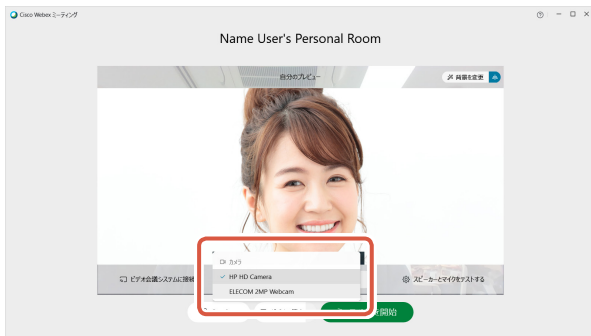 Cisco Webex ミーティング
Name User's Personal Room
自分のプレビュー
背景を変更
カメラ
HP HD Camera
ELECOM 2MP Webcam
ビデオ会議システムに接続
スピーカーとマイクをテストする
開始